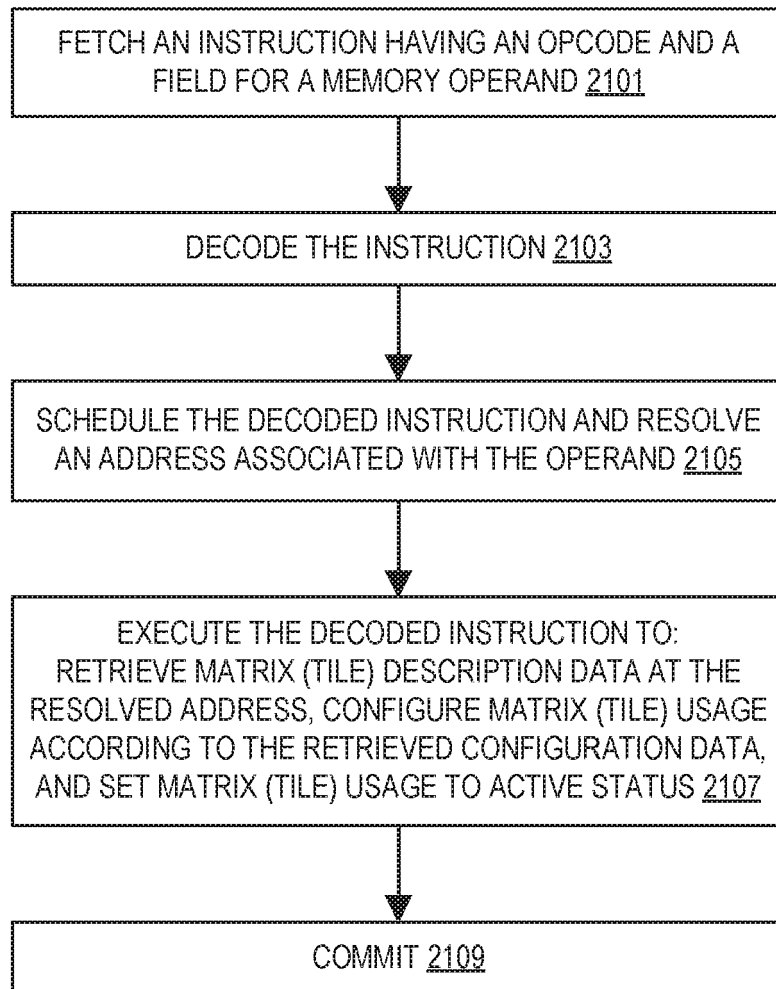 FETCH AN INSTRUCTION HAVING AN OPCODE AND A
FIELD FOR A MEMORY OPERAND 2101
DECODE THE INSTRUCTION 2103
SCHEDULE THE DECODED INSTRUCTION AND RESOLVE
AN ADDRESS ASSOCIATED WITH THE OPERAND 2105
EXECUTE THE DECODED INSTRUCTION TO:
RETRIEVE MATRIX (TILE) DESCRIPTION DATA AT THE
RESOLVED ADDRESS, CONFIGURE MATRIX (TILE) USAGE
ACCORDING TO THE RETRIEVED CONFIGURATION DATA,
AND SET MATRIX (TILE) USAGE TO ACTIVE STATUS 2107
COMMIT 2109